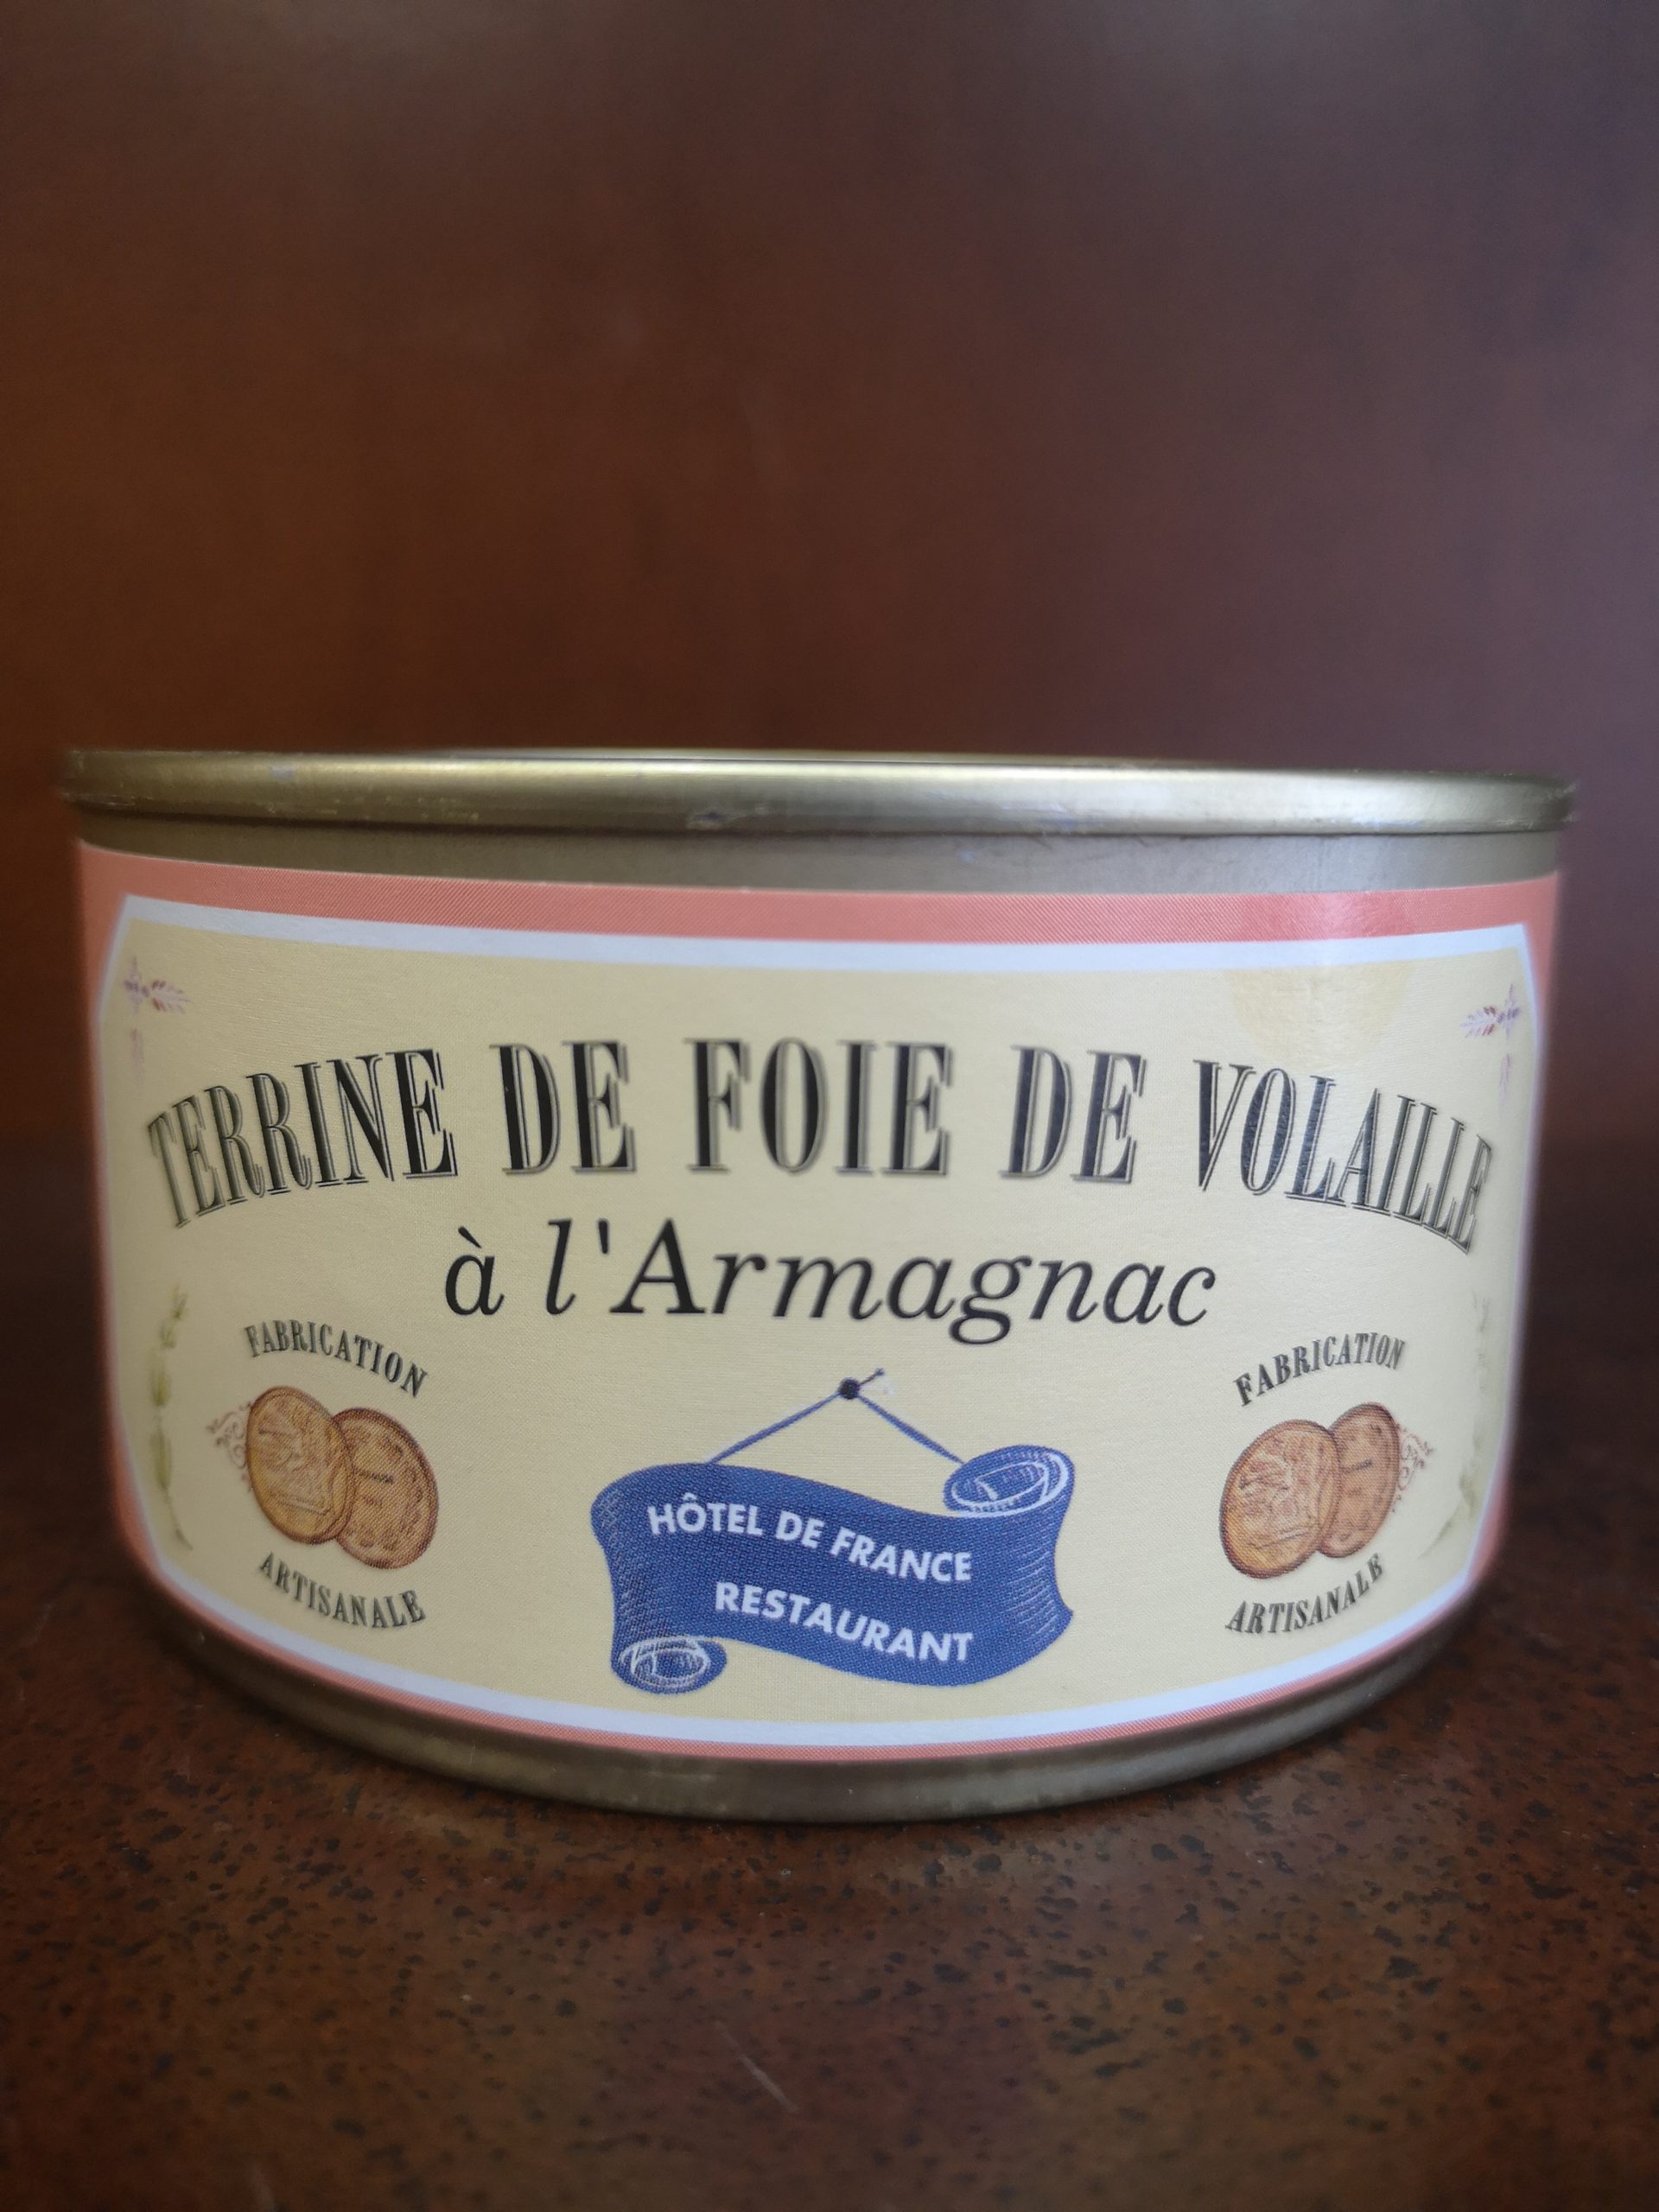 TERRINE DE FOIE DE VOLAILLE
à l'Armagnac
FABRICATION
ARTISANALE
HÔTEL DE FRANCE
RESTAURANT
FABRICATION
ARTISANALE